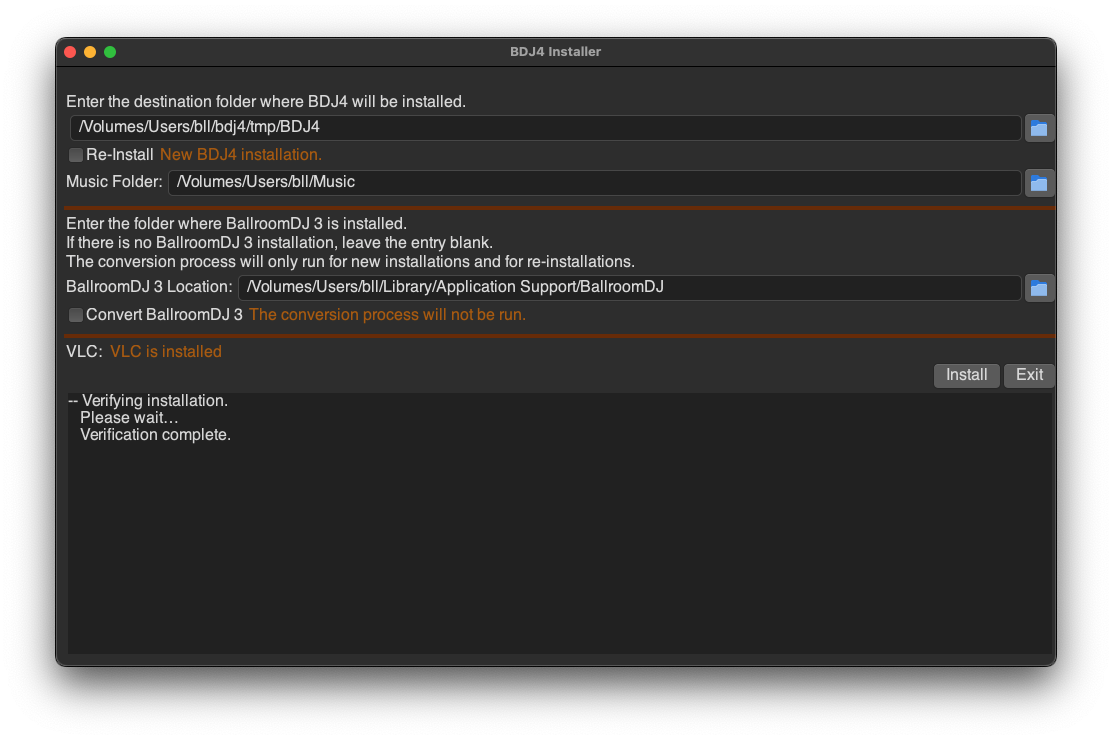 BDJ4 Installer
Enter the destination folder where BDJ4 will be installed.
/Volumes/Users/bll/bdj4/tmp/BDJ4
Re-Install New BDJ4 installation.
Music Folder: /Volumes/Users/bll/Music
Enter the folder where BallroomDJ 3 is installed.
If there is no BallroomDJ 3 installation, leave the entry blank.
The conversion process will only run for new installations and for re-installations.
BallroomDJ 3 Location: /Volumes/Users/bll/Library/Application Support/BallroomDJ
Convert BallroomDJ 3 The conversion process will not be run.
VLC: VLC is installed
Install Exit
-- Verifying installation.
Please wait…
Verification complete.